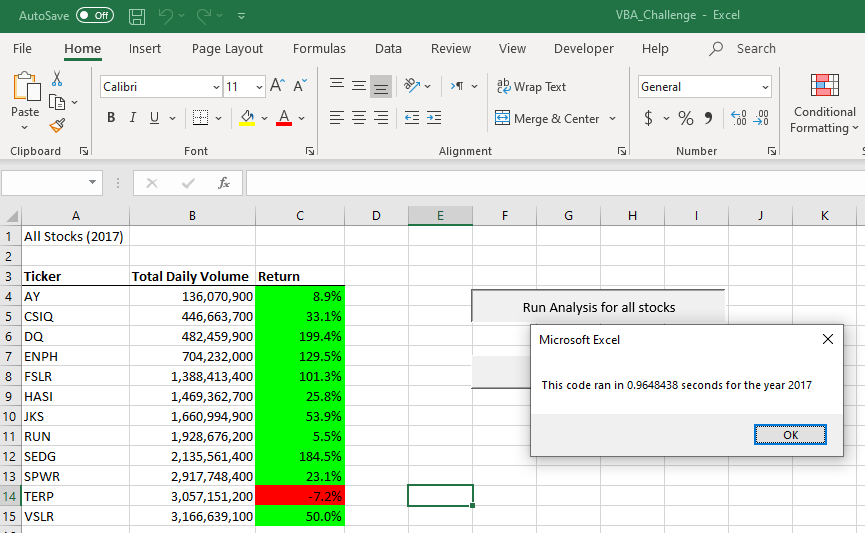 AutoSave Off VBA_Challenge - Excel
File Home Insert Page Layout Formulas Data Review View Developer Help Search
Paste Calibri 11 A^ A˅ ab Wrap Text General Conditional Formatting
B I U A Merge & Center $ % 9 ←0 .00 .00 →0
Clipboard Font Alignment Number
fx
A B C D E F G H I J K
1 All Stocks (2017)
2
3 Ticker Total Daily Volume Return
4 AY 136,070,900 8.9%
5 CSIQ 446,663,700 33.1%
6 DQ 482,459,900 199.4%
7 ENPH 704,232,000 129.5%
8 FSLR 1,388,413,400 101.3%
9 HASI 1,469,362,700 25.8%
10 JKS 1,660,994,900 53.9%
11 RUN 1,928,676,200 5.5%
12 SEDG 2,135,561,400 184.5%
13 SPWR 2,917,748,400 23.1%
14 TERP 3,057,151,200 -7.2%
15 VSLR 3,166,639,100 50.0%
Run Analysis for all stocks
Microsoft Excel
This code ran in 0.9648438 seconds for the year 2017
OK